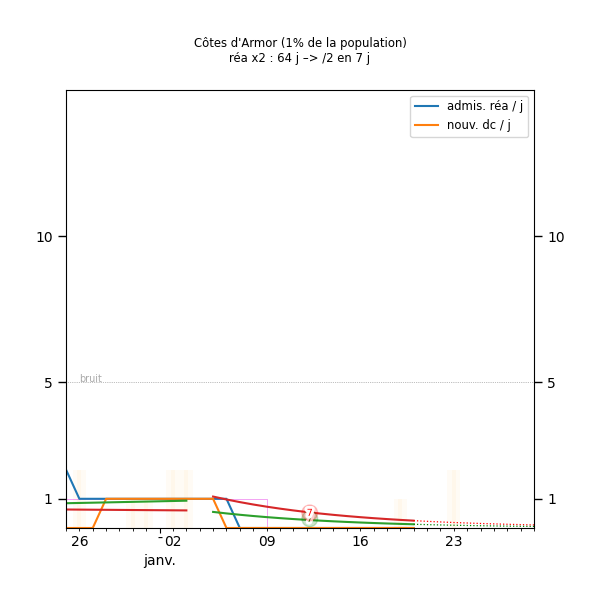 Côtes d'Armor (1% de la population)
réa x2 : 64 j –> /2 en 7 j
admis. réa / j
nouv. dc / j
10 10
5 5
bruit
1 1
7
26 02 09 16 23
janv.